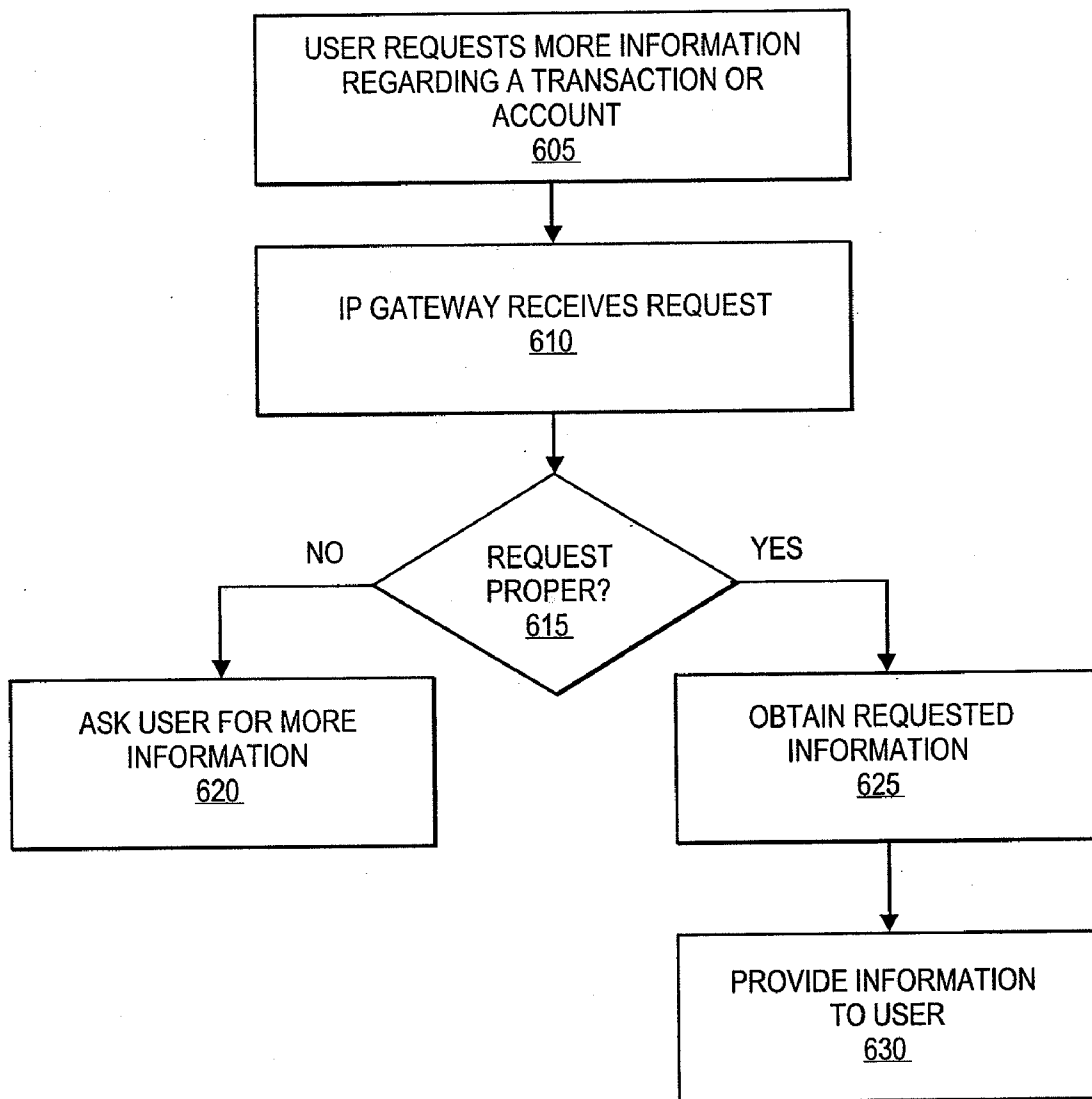 USER REQUESTS MORE INFORMATION
REGARDING A TRANSACTION OR
ACCOUNT
605
IP GATEWAY RECEIVES REQUEST
610
NO
YES
REQUEST
PROPER?
615
ASK USER FOR MORE
INFORMATION
620
OBTAIN REQUESTED
INFORMATION
625
PROVIDE INFORMATION
TO USER
630